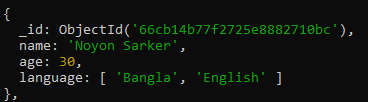 {
  _id: ObjectId('66cb14b77f2725e8882710bc'),
  name: 'Noyon Sarker',
  age: 30,
  language: [ 'Bangla', 'English' ]
},